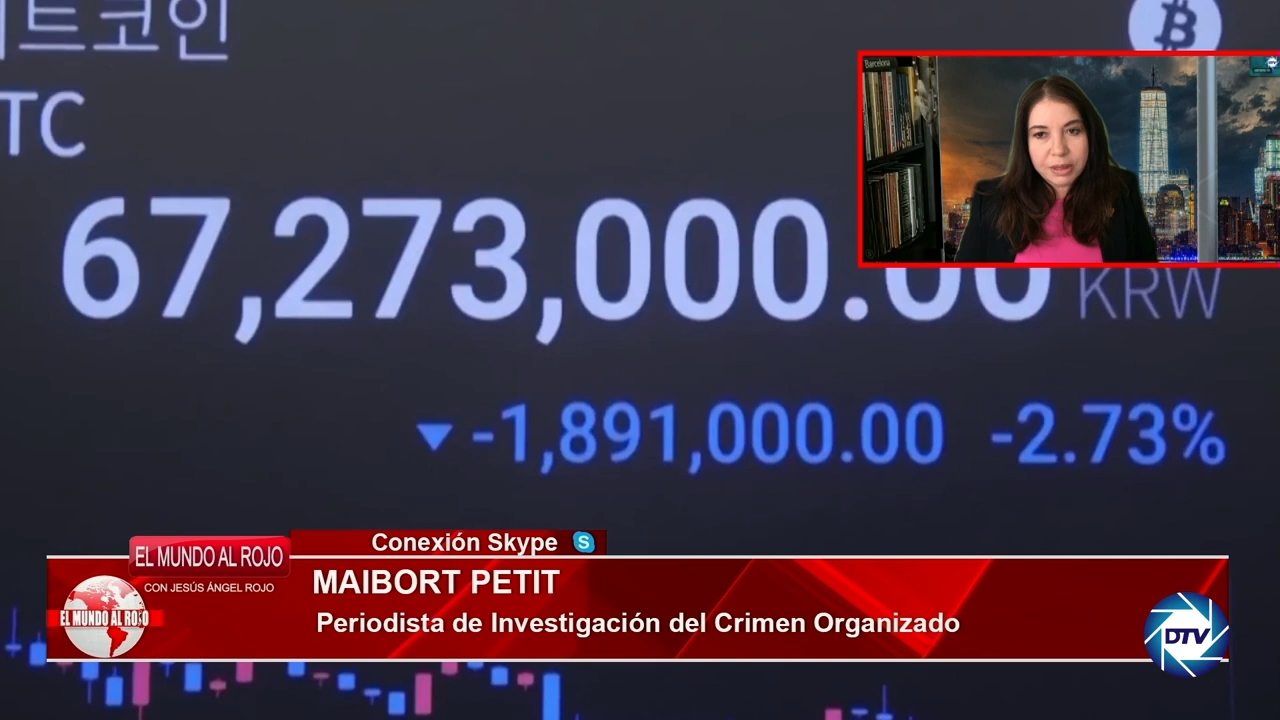 트코인
TC
Barcelona
67,273,000.00 KRW
-1,891,000.00 -2.73%
Conexión Skype
EL MUNDO AL ROJO
CON JESÚS ÁNGEL ROJO
MAIBORT PETIT
EL MUNDO AL ROJO
Periodista de Investigación del Crimen Organizado
DTV